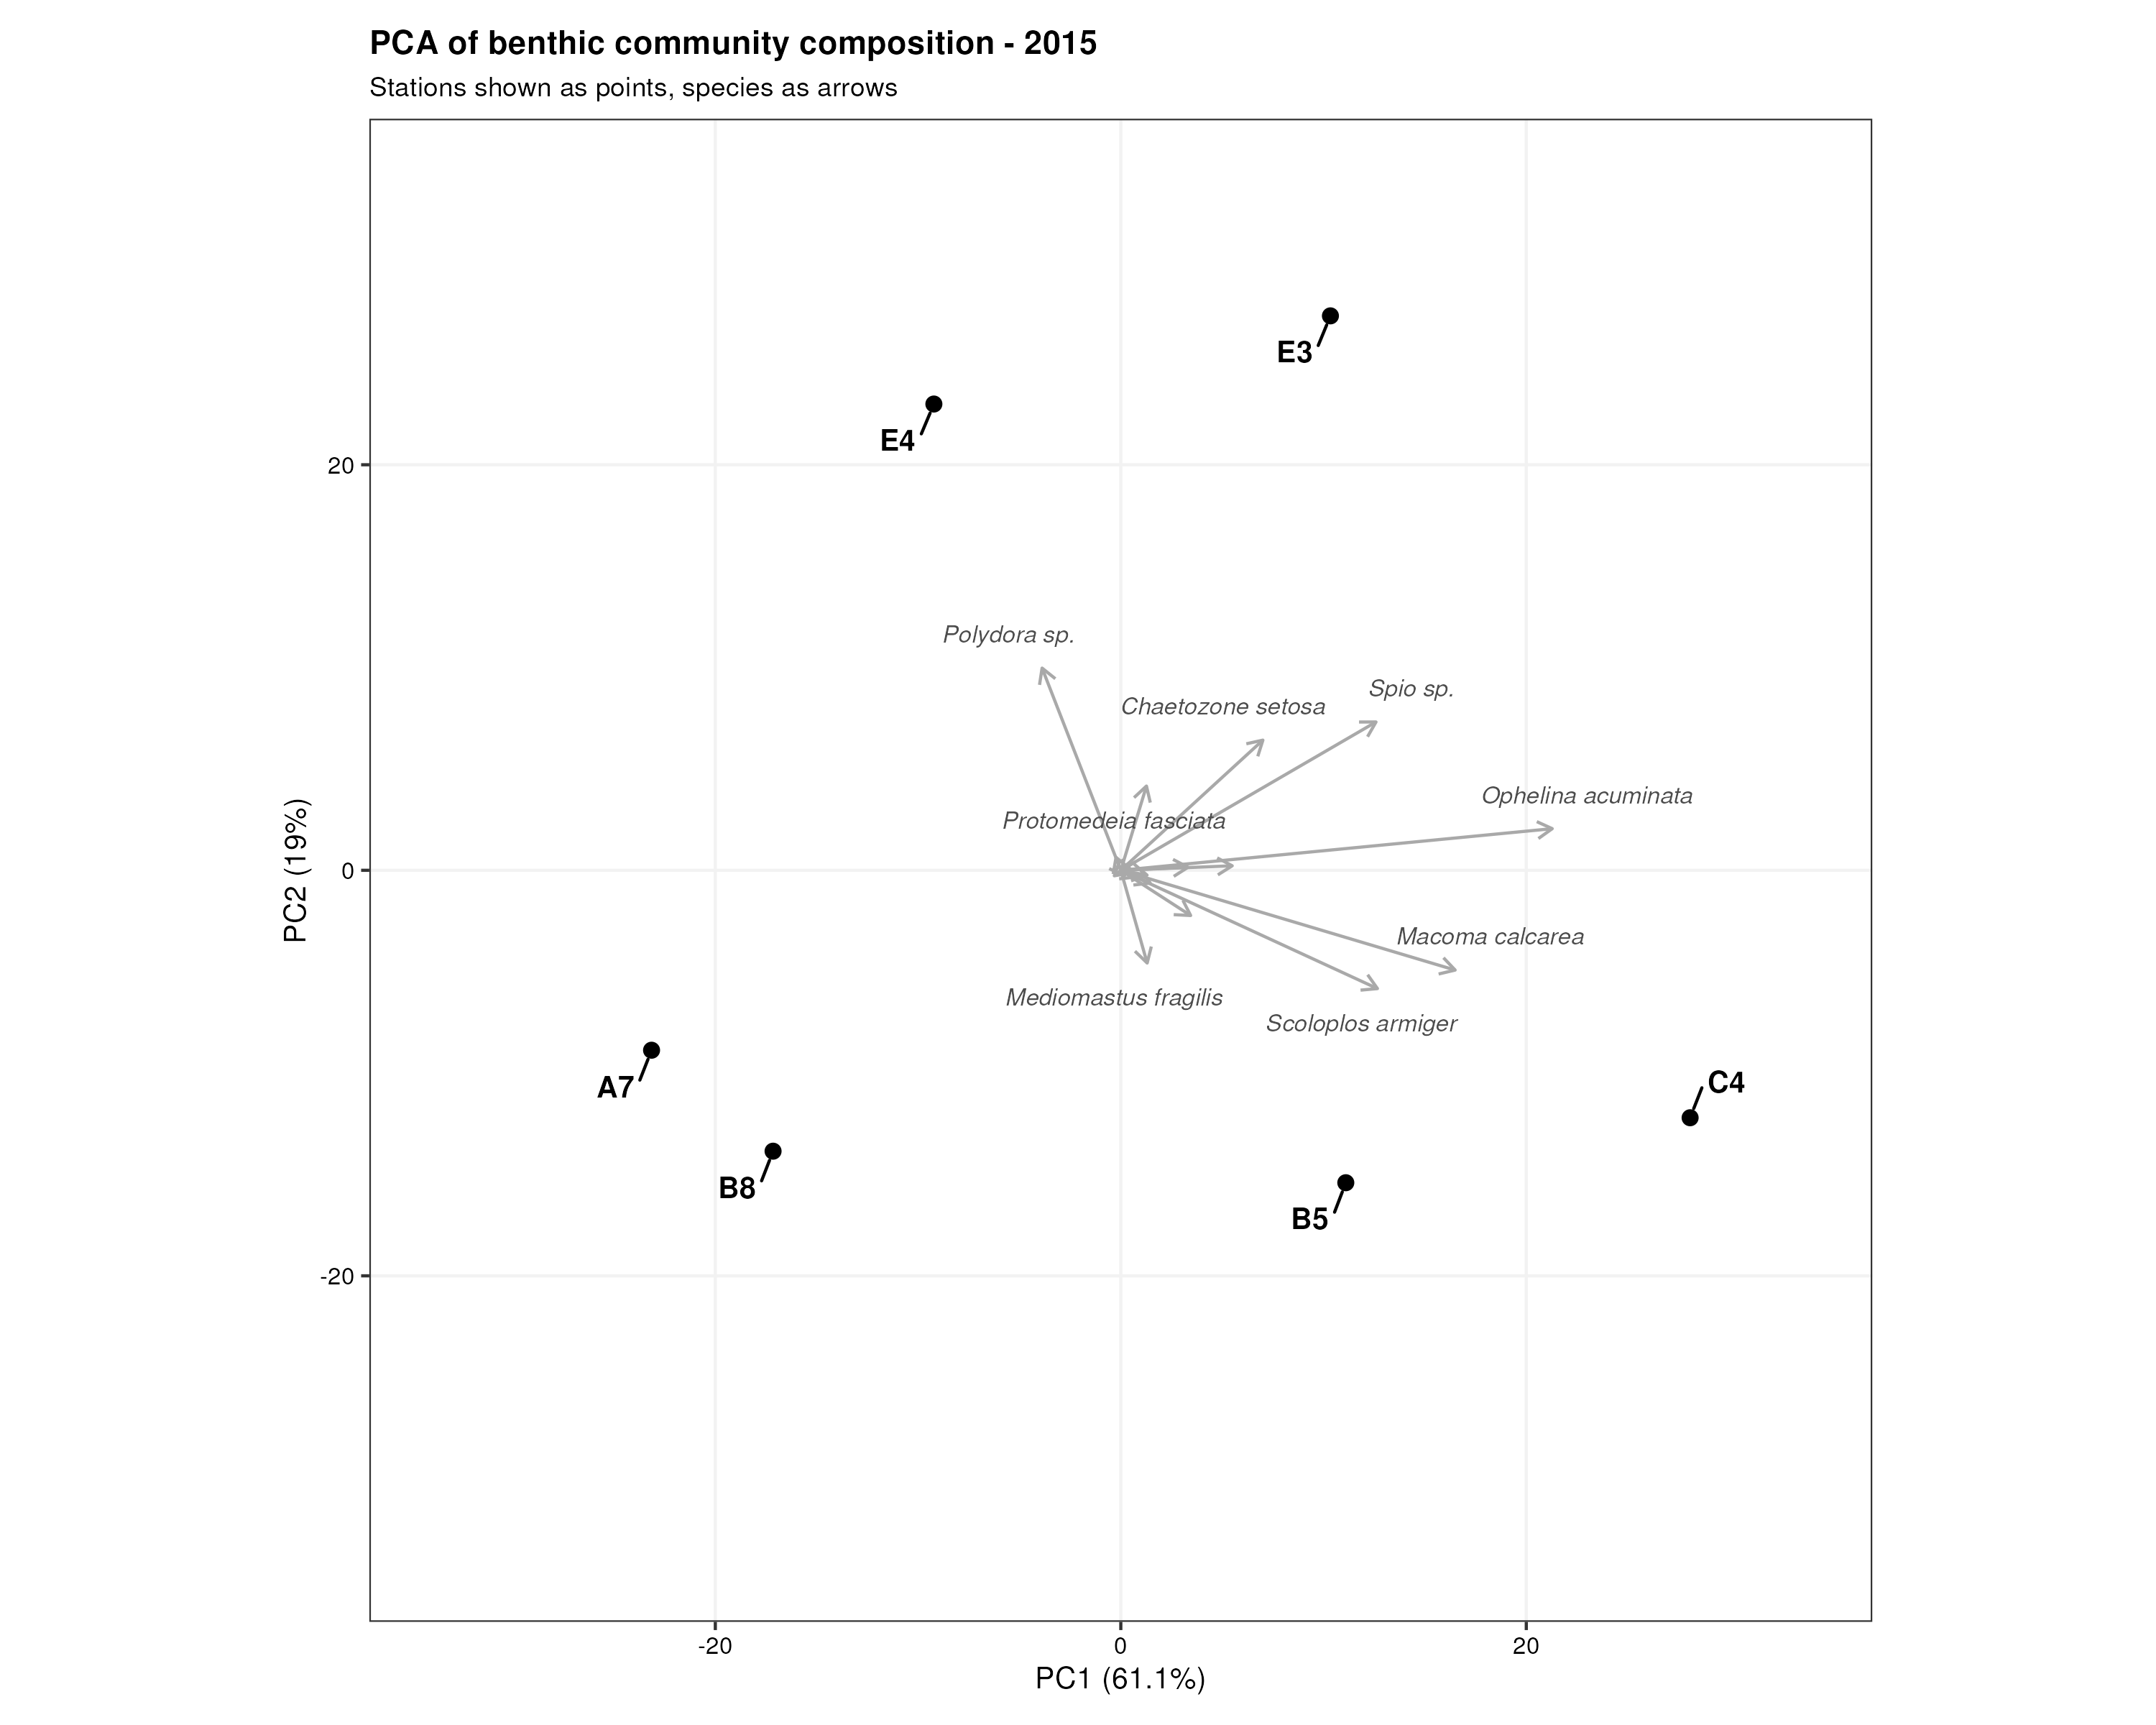 PCA of benthic community composition - 2015
Stations shown as points, species as arrows
E3
E4
20
Polydora sp.
Spio sp.
Chaetozone setosa
Ophelina acuminata
Protomedeia fasciata
0
PC2 (19%)
Macoma calcarea
Mediomastus fragilis
Scoloplos armiger
A7
C4
B8
B5
-20
-20
0
20
PC1 (61.1%)